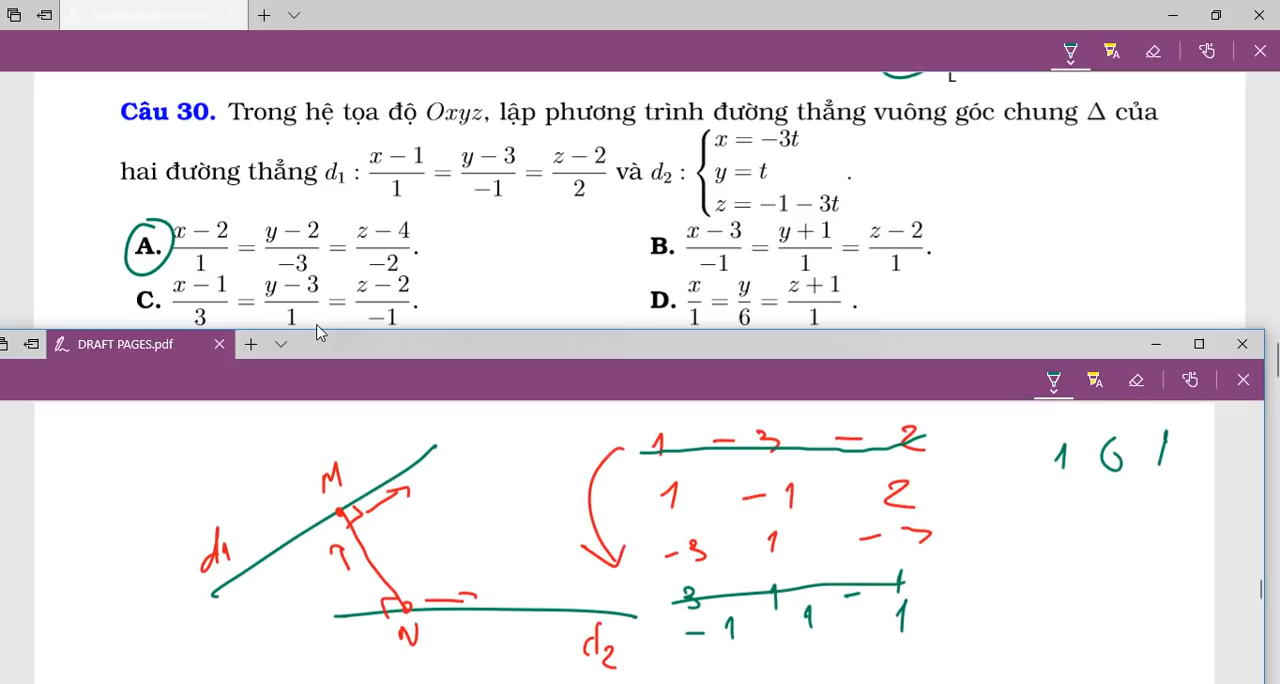 Câu 30. Trong hệ tọa độ Oxyz, lập phương trình đường thẳng vuông góc chung Δ của
hai đường thẳng d₁ : (x − 1)/1 = (y − 3)/−1 = (z − 2)/2 và d₂ : { x = −3t
y = t
z = −1 − 3t .
A. (x − 2)/1 = (y − 2)/−3 = (z − 4)/−2.
B. (x − 3)/−1 = (y + 1)/1 = (z − 2)/1.
C. (x − 1)/3 = (y − 3)/1 = (z − 2)/−1.
D. x/1 = y/6 = (z + 1)/1 .
DRAFT PAGES.pdf
1 −3 −2
1 6 1
M
1 −1 2
d1
−3 1 −3
3 1 − 1
−1 1 1
N
d2